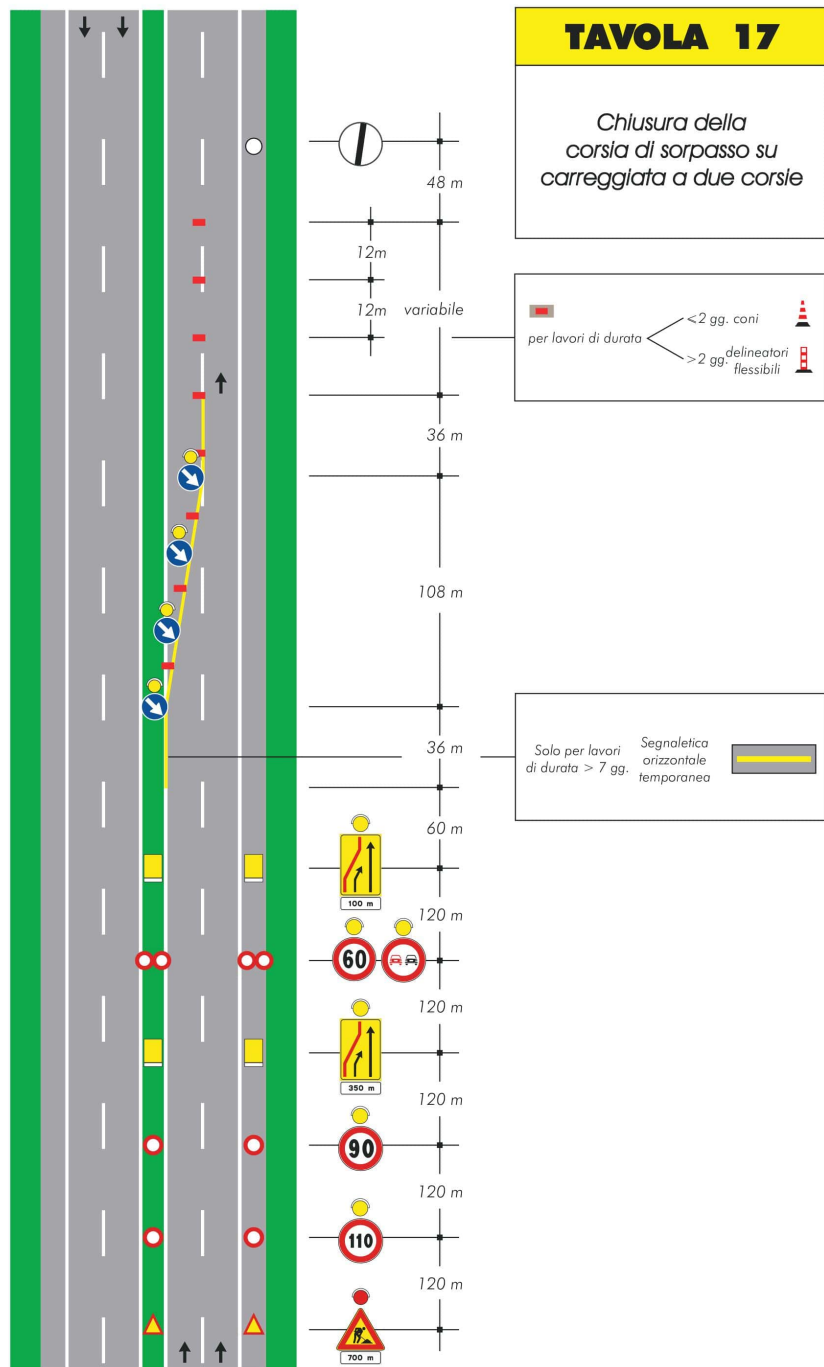 TAVOLA 17
Chiusura della
corsia di sorpasso su
carreggiata a due corsie
48 m
12m
12m
variabile
per lavori di durata
<2 gg. coni
>2 gg. delineatori
flessibili
36 m
108 m
36 m
Solo per lavori
di durata > 7 gg.
Segnaletica
orizzontale
temporanea
60 m
100 m
120 m
60
120 m
350 m
120 m
90
120 m
110
120 m
700 m